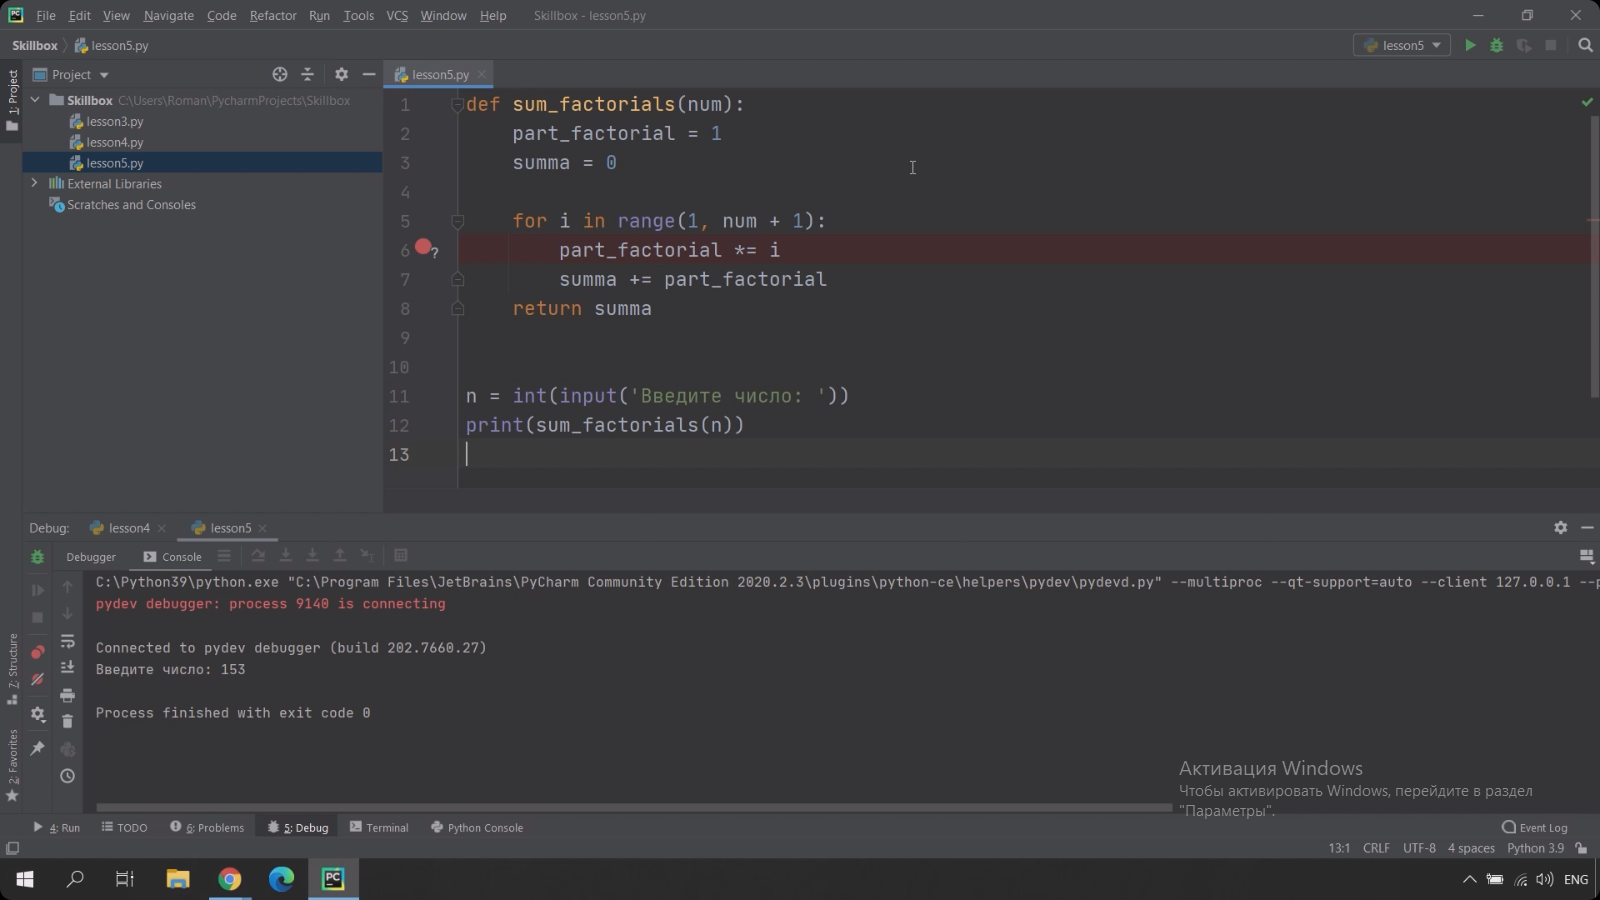 File Edit View Navigate Code Refactor Run Tools VCS Window Help Skillbox - lesson5.py
Skillbox lesson5.py lesson5
Project lesson5.py
Skillbox C:\Users\Roman\PycharmProjects\Skillbox
lesson3.py
lesson4.py
lesson5.py
External Libraries
Scratches and Consoles
1: Project
1 def sum_factorials(num):
2 part_factorial = 1
3 summa = 0
4
5 for i in range(1, num + 1):
6 part_factorial *= i
7 summa += part_factorial
8 return summa
9
10
11 n = int(input('Введите число: '))
12 print(sum_factorials(n))
13
Debug: lesson4 lesson5
Debugger Console
C:\Python39\python.exe "C:\Program Files\JetBrains\PyCharm Community Edition 2020.2.3\plugins\python-ce\helpers\pydev\pydevd.py" --multiproc --qt-support=auto --client 127.0.0.1
pydev debugger: process 9140 is connecting
Connected to pydev debugger (build 202.7660.27)
Введите число: 153
Process finished with exit code 0
7: Structure
2: Favorites
Активация Windows
Чтобы активировать Windows, перейдите в раздел
"Параметры".
4: Run TODO 6: Problems 5: Debug Terminal Python Console Event Log
13:1 CRLF UTF-8 4 spaces Python 3.9
ENG